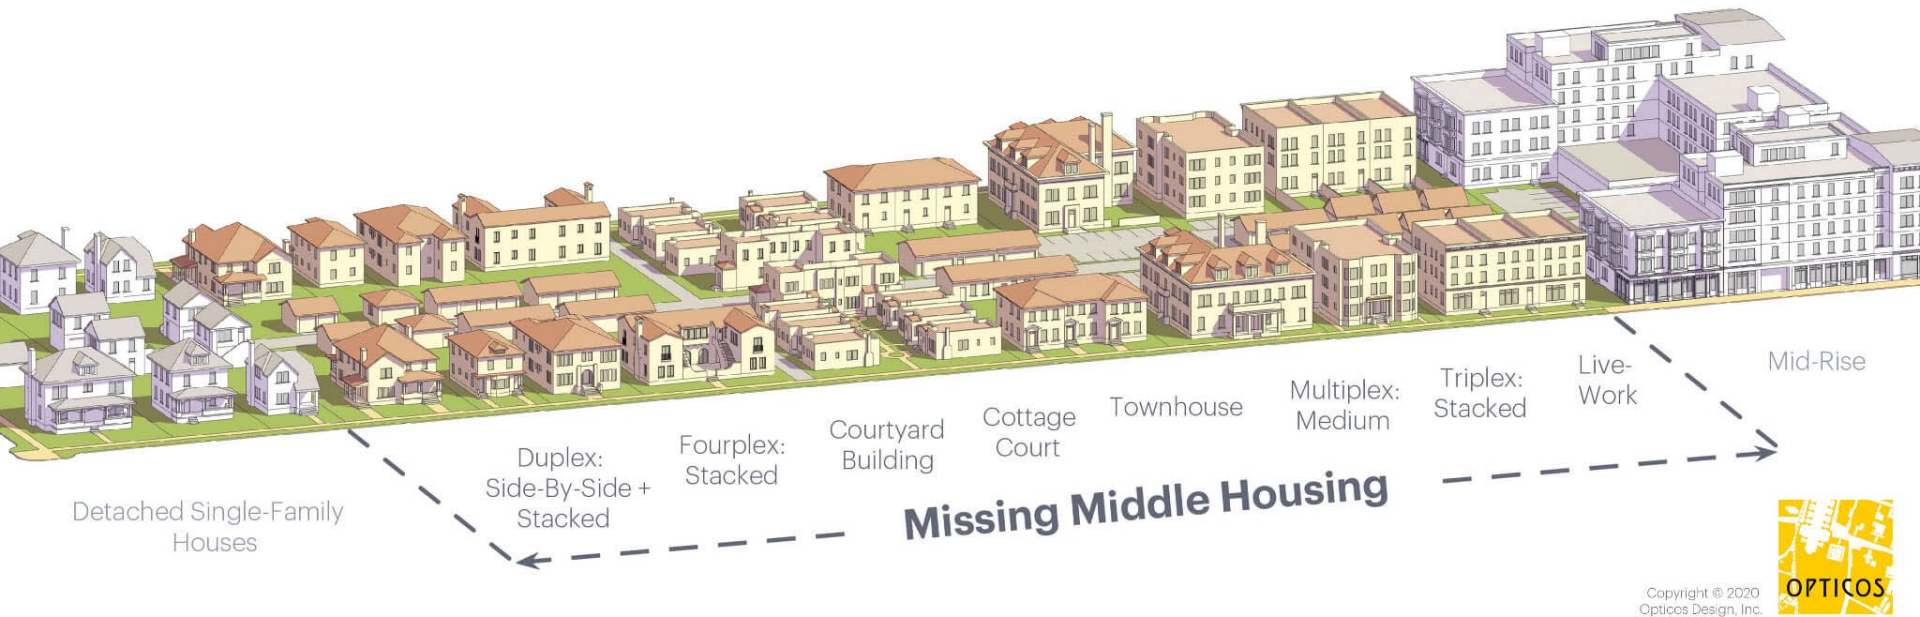 Detached Single-Family
Houses
Duplex:
Side-By-Side +
Stacked
Fourplex:
Stacked
Courtyard
Building
Cottage
Court
Townhouse
Multiplex:
Medium
Triplex:
Stacked
Live-
Work
Mid-Rise
Missing Middle Housing
Copyright © 2020
Opticos Design, Inc.
OPTICOS